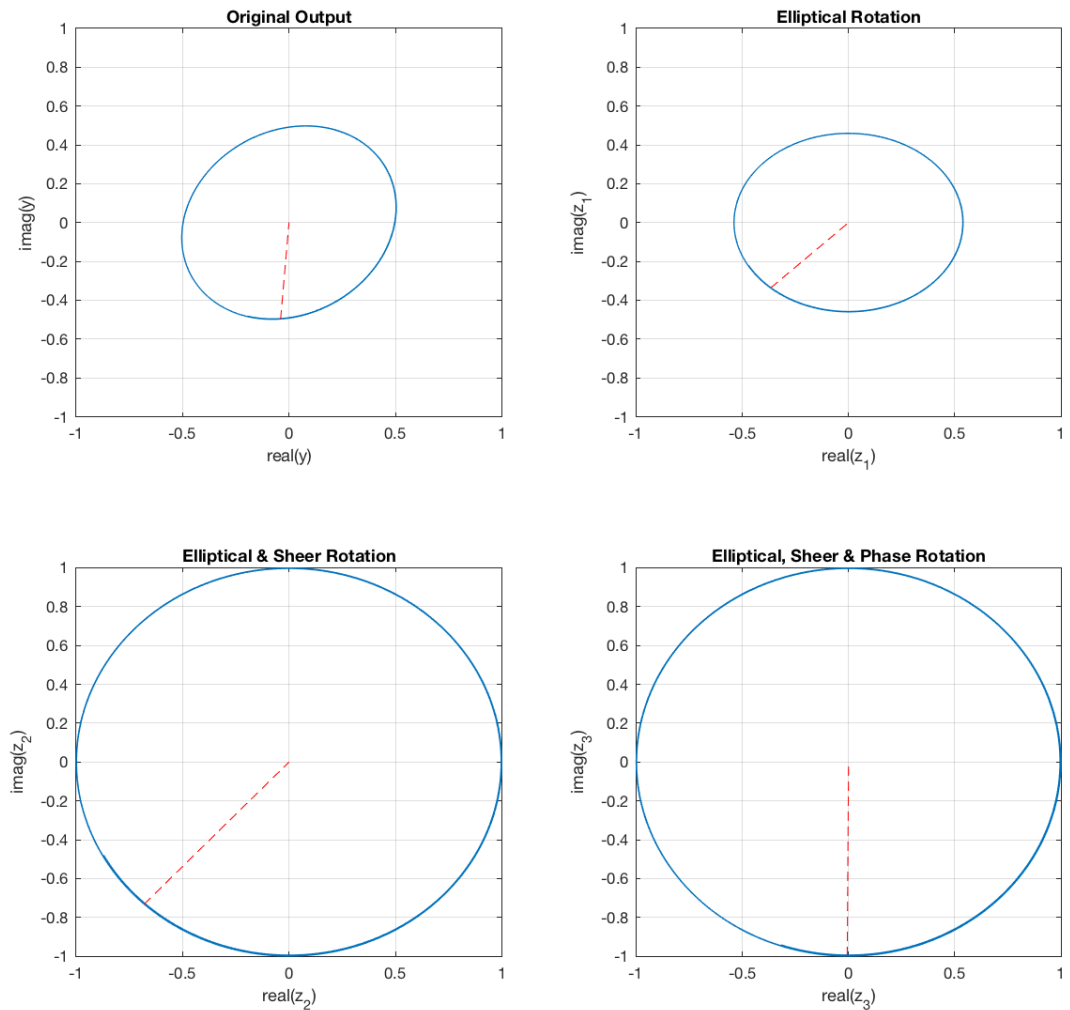 Original Output
1
0.8
0.6
0.4
0.2
0
-0.2
-0.4
-0.6
-0.8
-1
imag(y)
-1 -0.5 0 0.5 1
real(y)
Elliptical Rotation
1
0.8
0.6
0.4
0.2
0
-0.2
-0.4
-0.6
-0.8
-1
imag(z1)
-1 -0.5 0 0.5 1
real(z1)
Elliptical & Sheer Rotation
1
0.8
0.6
0.4
0.2
0
-0.2
-0.4
-0.6
-0.8
-1
imag(z2)
-1 -0.5 0 0.5 1
real(z2)
Elliptical, Sheer & Phase Rotation
1
0.8
0.6
0.4
0.2
0
-0.2
-0.4
-0.6
-0.8
-1
imag(z3)
-1 -0.5 0 0.5 1
real(z3)